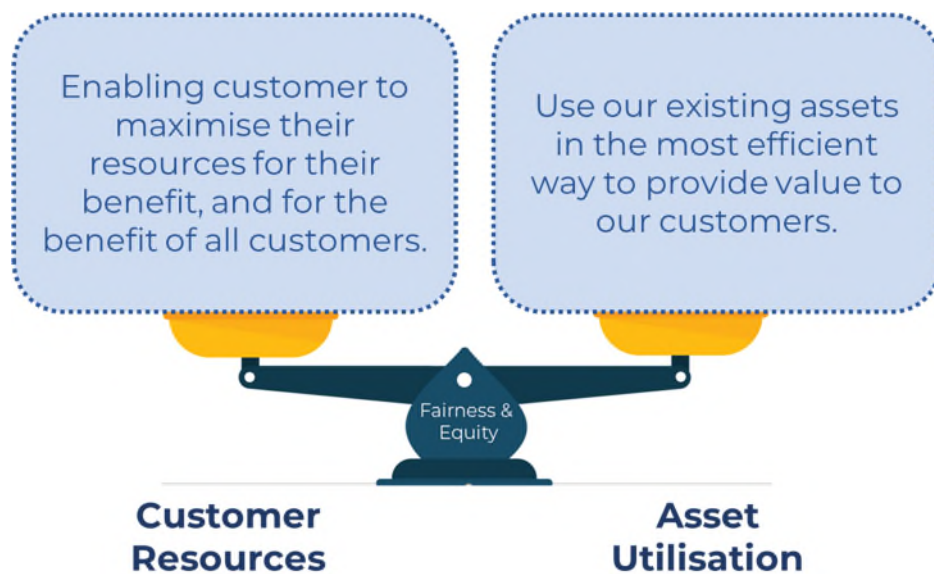 Enabling customer to
maximise their
resources for their
benefit, and for the
benefit of all customers.
Use our existing assets
in the most efficient
way to provide value to
our customers.
Fairness &
Equity
Customer
Resources
Asset
Utilisation